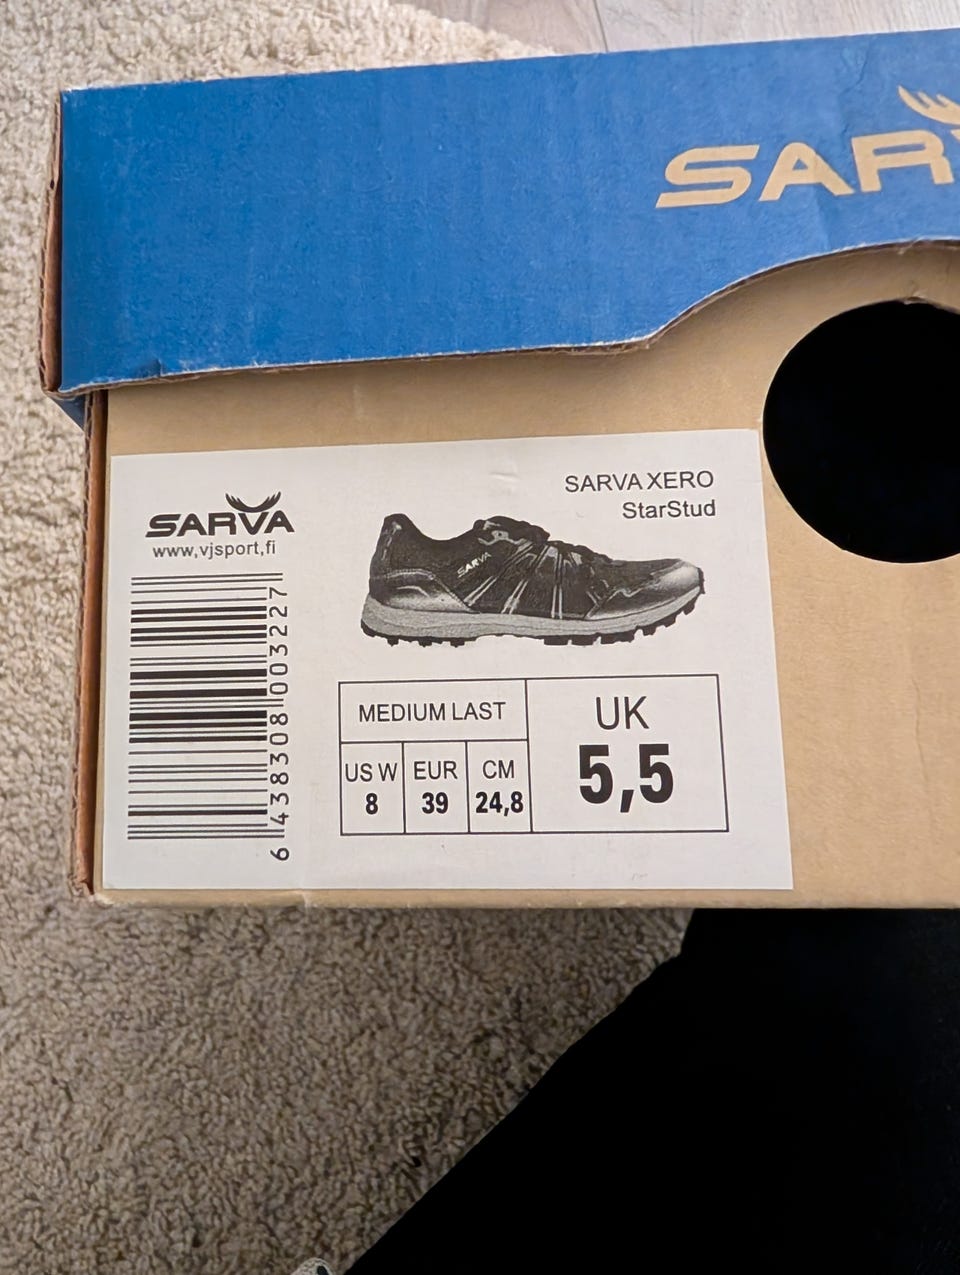 SAR
SARVA
www.vjsport.fi
SARVA XERO
StarStud
SARVA
6 438308 003227
MEDIUM LAST
UK
5,5
US W
EUR
CM
8
39
24,8